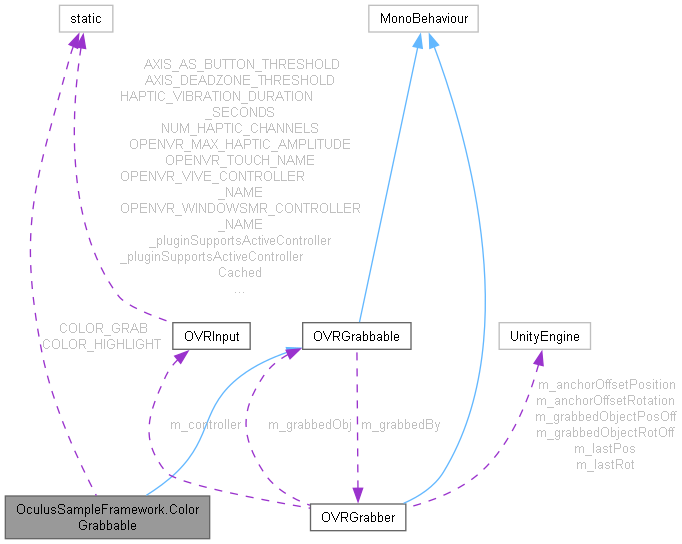 static
MonoBehaviour
AXIS_AS_BUTTON_THRESHOLD
AXIS_DEADZONE_THRESHOLD
HAPTIC_VIBRATION_DURATION
_SECONDS
NUM_HAPTIC_CHANNELS
OPENVR_MAX_HAPTIC_AMPLITUDE
OPENVR_TOUCH_NAME
OPENVR_VIVE_CONTROLLER
_NAME
OPENVR_WINDOWSMR_CONTROLLER
_NAME
_pluginSupportsActiveController
_pluginSupportsActiveController
Cached
...
COLOR_GRAB
COLOR_HIGHLIGHT
OVRInput
OVRGrabbable
UnityEngine
m_controller
m_grabbedObj
m_grabbedBy
m_anchorOffsetPosition
m_anchorOffsetRotation
m_grabbedObjectPosOff
m_grabbedObjectRotOff
m_lastPos
m_lastRot
OculusSampleFramework.Color
Grabbable
OVRGrabber